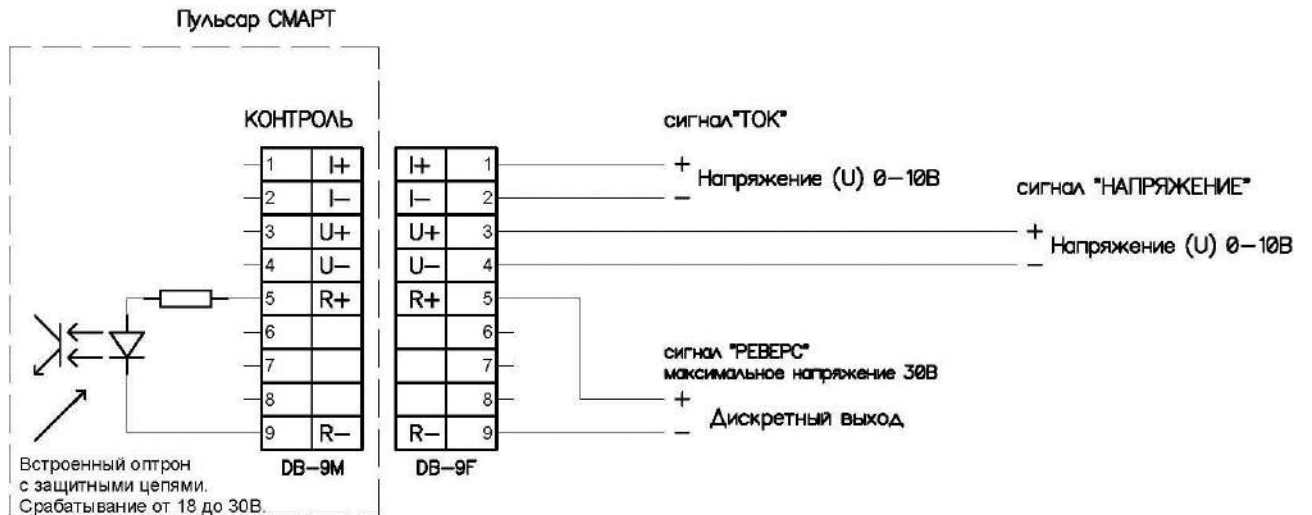 Пульсар СМАРТ
КОНТРОЛЬ
1 I+
2 I–
3 U+
4 U–
5 R+
6
7
8
9 R–
DB–9M
I+ 1
I– 2
U+ 3
U– 4
R+ 5
6
7
8
R– 9
DB–9F
сигнал"ТОК"
+
Напряжение (U) 0–10В
–
сигнал "НАПРЯЖЕНИЕ"
+
Напряжение (U) 0–10В
–
сигнал "РЕВЕРС"
максимальное напряжение 30В
+
Дискретный выход
–
Встроенный оптрон
с защитными цепями.
Срабатывание от 18 до 30В.